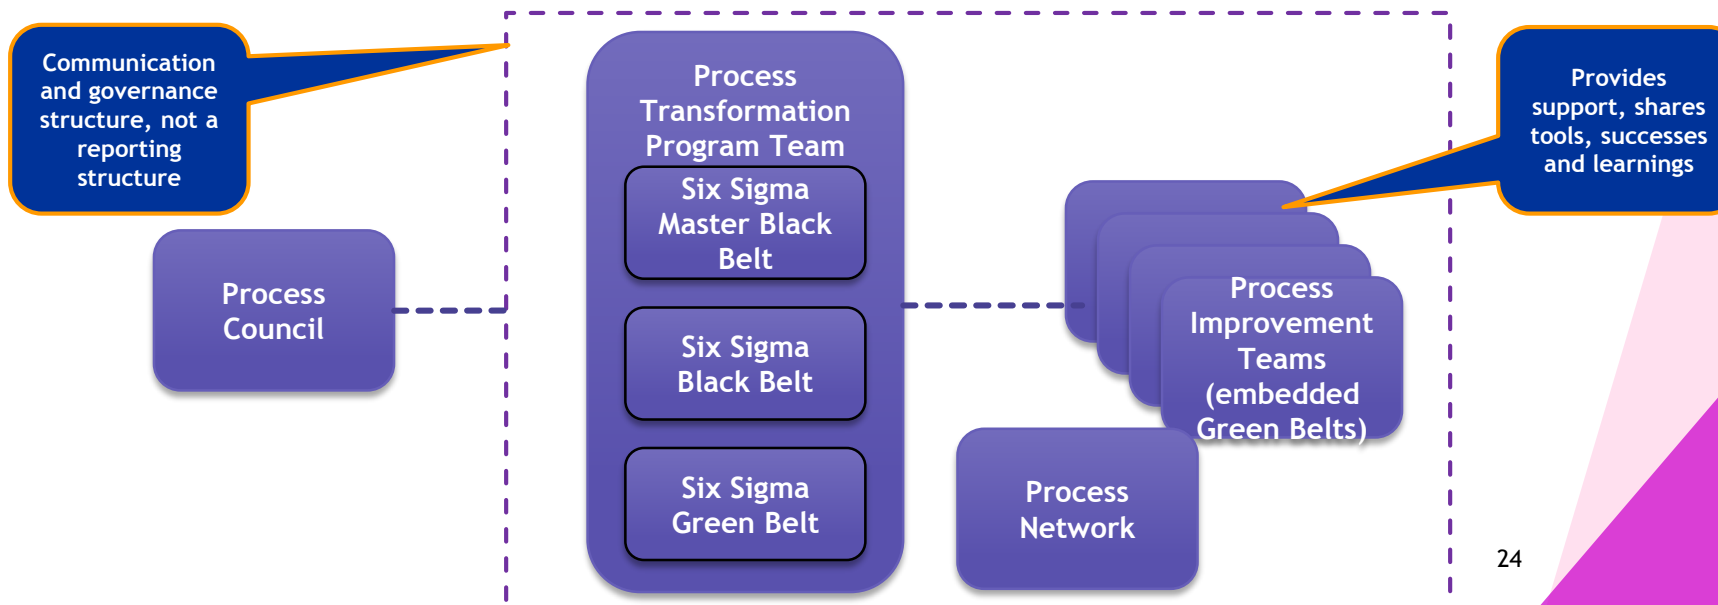 Communication
and governance
structure, not a
reporting
structure
Process
Council
Process
Transformation
Program Team
Six Sigma
Master Black
Belt
Six Sigma
Black Belt
Six Sigma
Green Belt
Process
Improvement
Teams
(embedded
Green Belts)
Process
Network
Provides
support, shares
tools, successes
and learnings
24